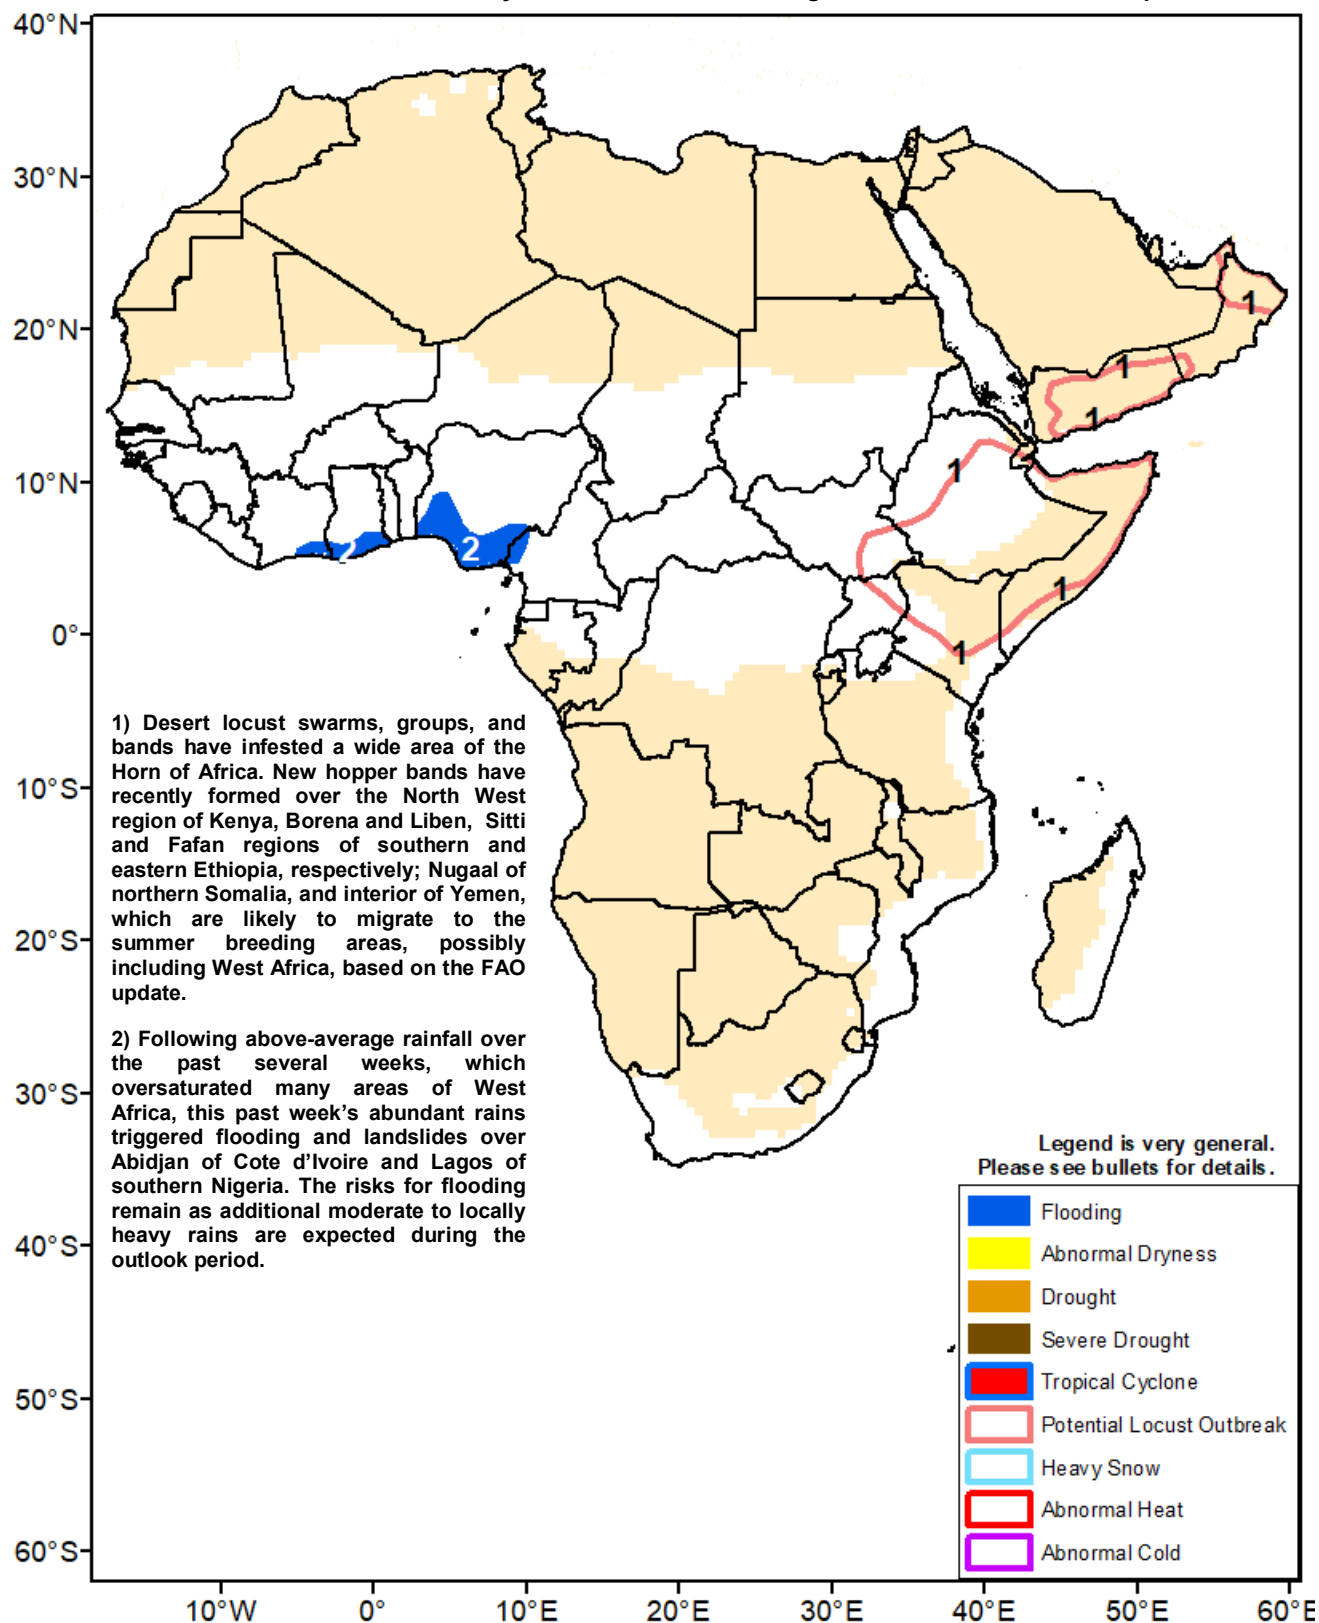 40°N
30°N
20°N
10°N
0°
10°S
20°S
30°S
40°S
50°S
60°S
1
1
1
1
1
1
1
2
2
1) Desert locust swarms, groups, and
bands have infested a wide area of the
Horn of Africa. New hopper bands have
recently formed over the North West
region of Kenya, Borena and Liben, Sitti
and Fafan regions of southern and
eastern Ethiopia, respectively; Nugaal of
northern Somalia, and interior of Yemen,
which are likely to migrate to the
summer breeding areas, possibly
including West Africa, based on the FAO
update.
2) Following above-average rainfall over
the past several weeks, which
oversaturated many areas of West
Africa, this past week's abundant rains
triggered flooding and landslides over
Abidjan of Cote d'Ivoire and Lagos of
southern Nigeria. The risks for flooding
remain as additional moderate to locally
heavy rains are expected during the
outlook period.
Legend is very general.
Please see bullets for details.
Flooding
Abnormal Dryness
Drought
Severe Drought
Tropical Cyclone
Potential Locust Outbreak
Heavy Snow
Abnormal Heat
Abnormal Cold
10°W
0°
10°E
20°E
30°E
40°E
50°E
60°E